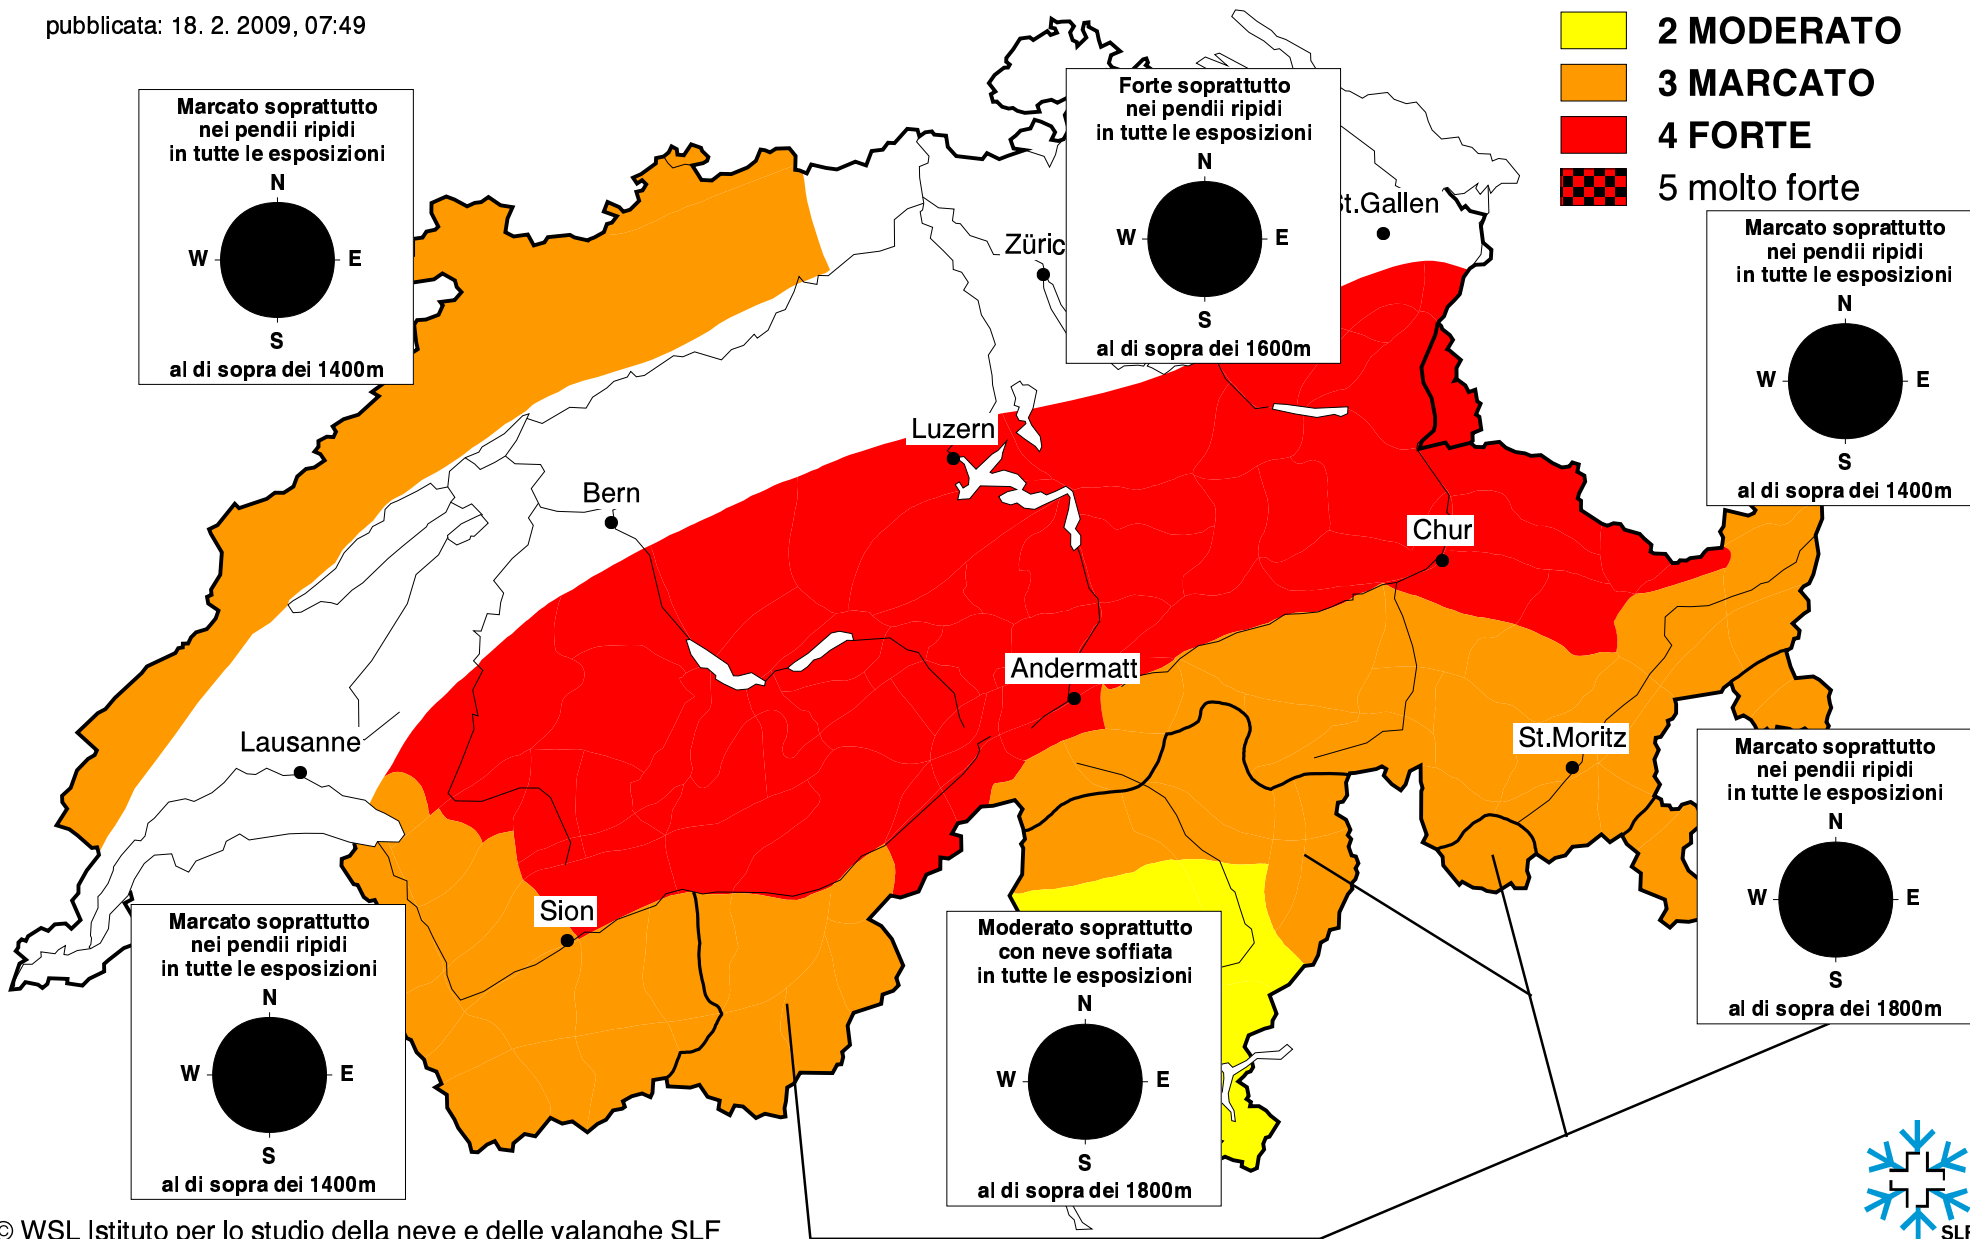 pubblicata: 18. 2. 2009, 07:49
2 MODERATO
3 MARCATO
4 FORTE
5 molto forte
Marcato soprattutto
nei pendii ripidi
in tutte le esposizioni
N
W E
S
al di sopra dei 1400m
Forte soprattutto
nei pendii ripidi
in tutte le esposizioni
N
W E
S
al di sopra dei 1600m
Marcato soprattutto
nei pendii ripidi
in tutte le esposizioni
N
W E
S
al di sopra dei 1400m
St.Gallen
Züric
Luzern
Bern
Chur
Andermatt
Lausanne
St.Moritz
Sion
Marcato soprattutto
nei pendii ripidi
in tutte le esposizioni
N
W E
S
al di sopra dei 1800m
Marcato soprattutto
nei pendii ripidi
in tutte le esposizioni
N
W E
S
al di sopra dei 1400m
Moderato soprattutto
con neve soffiata
in tutte le esposizioni
N
W E
S
al di sopra dei 1800m
© WSL Istituto per lo studio della neve e delle valanghe SLF
SLF